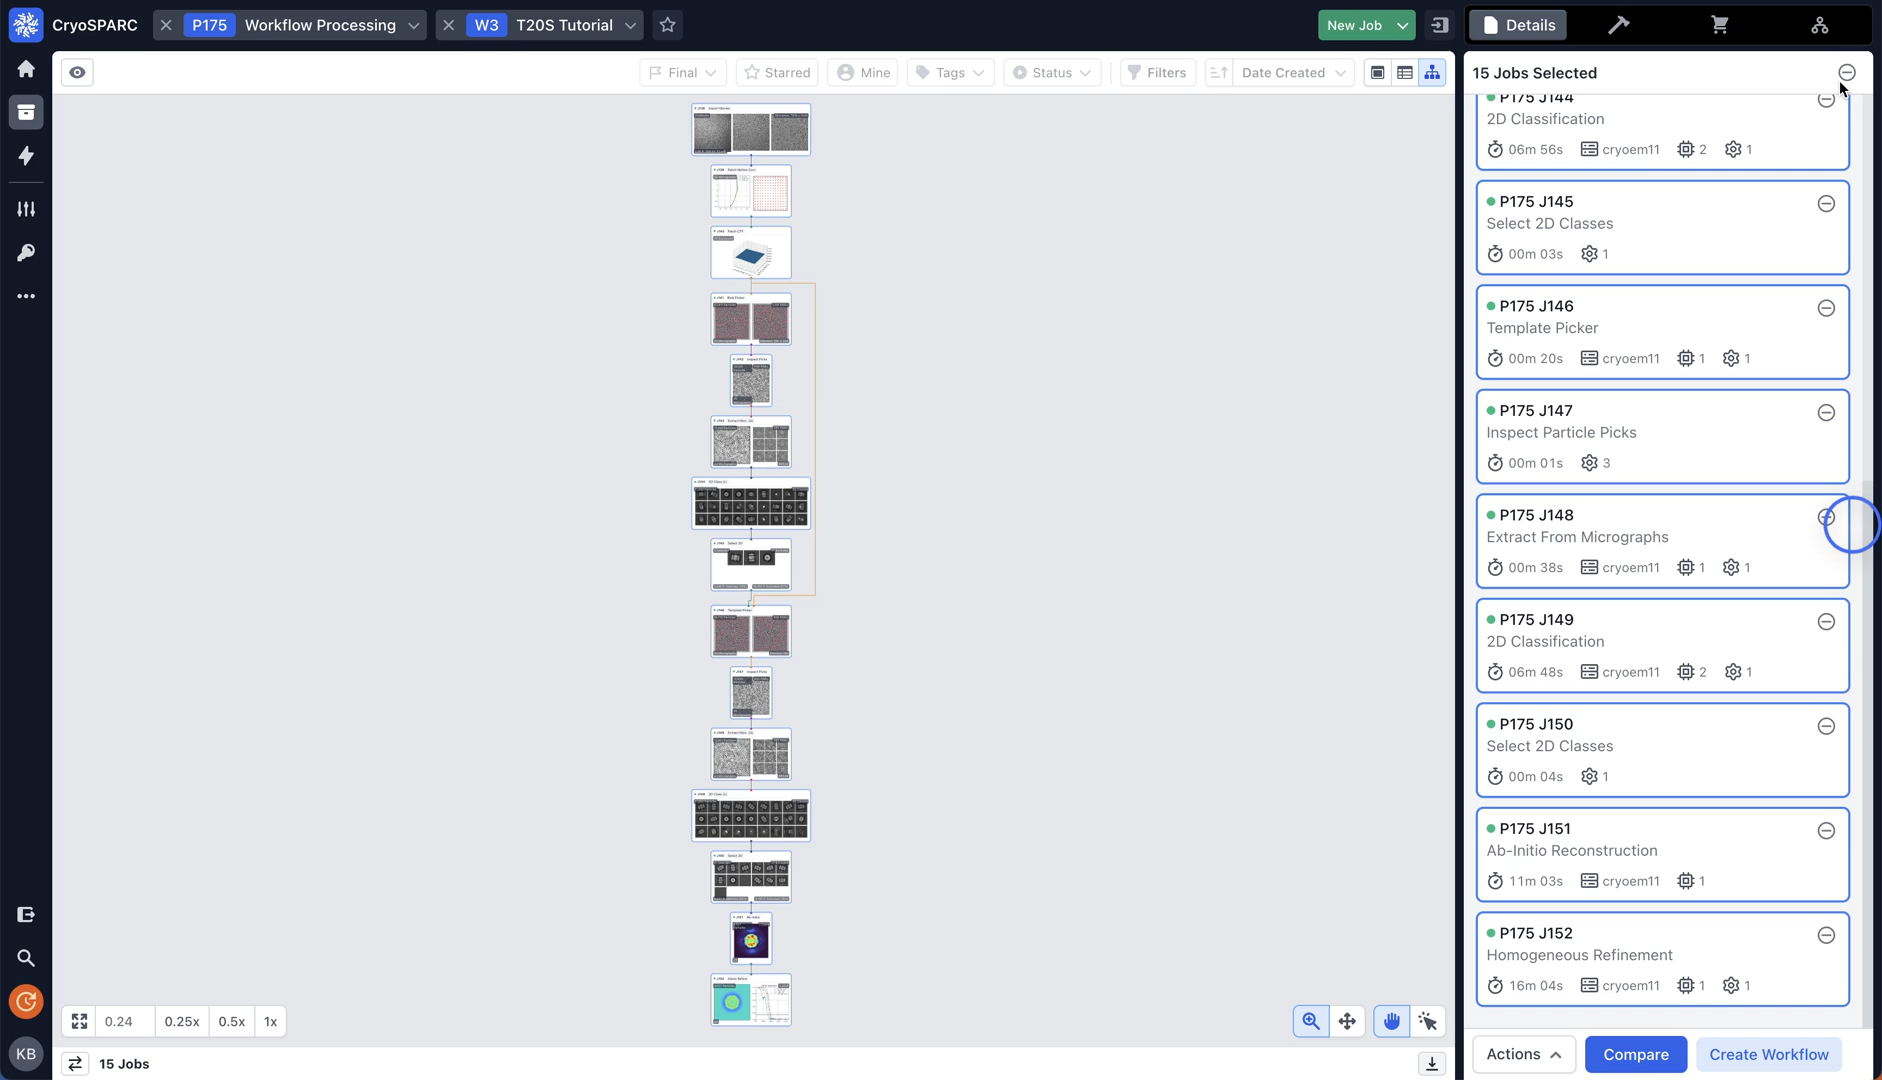 CryoSPARC
P175 Workflow Processing
W3 T20S Tutorial
New Job
Details
Final
Starred
Mine
Tags
Status
Filters
Date Created
15 Jobs Selected
P175 J144
2D Classification
06m 56s cryoem11 2 1
P175 J145
Select 2D Classes
00m 03s 1
P175 J146
Template Picker
00m 20s cryoem11 1 1
P175 J147
Inspect Particle Picks
00m 01s 3
P175 J148
Extract From Micrographs
00m 38s cryoem11 1 1
P175 J149
2D Classification
06m 48s cryoem11 2 1
P175 J150
Select 2D Classes
00m 04s 1
P175 J151
Ab-Initio Reconstruction
11m 03s cryoem11 1
P175 J152
Homogeneous Refinement
16m 04s cryoem11 1 1
0.24 0.25x 0.5x 1x
KB
15 Jobs
Actions
Compare
Create Workflow